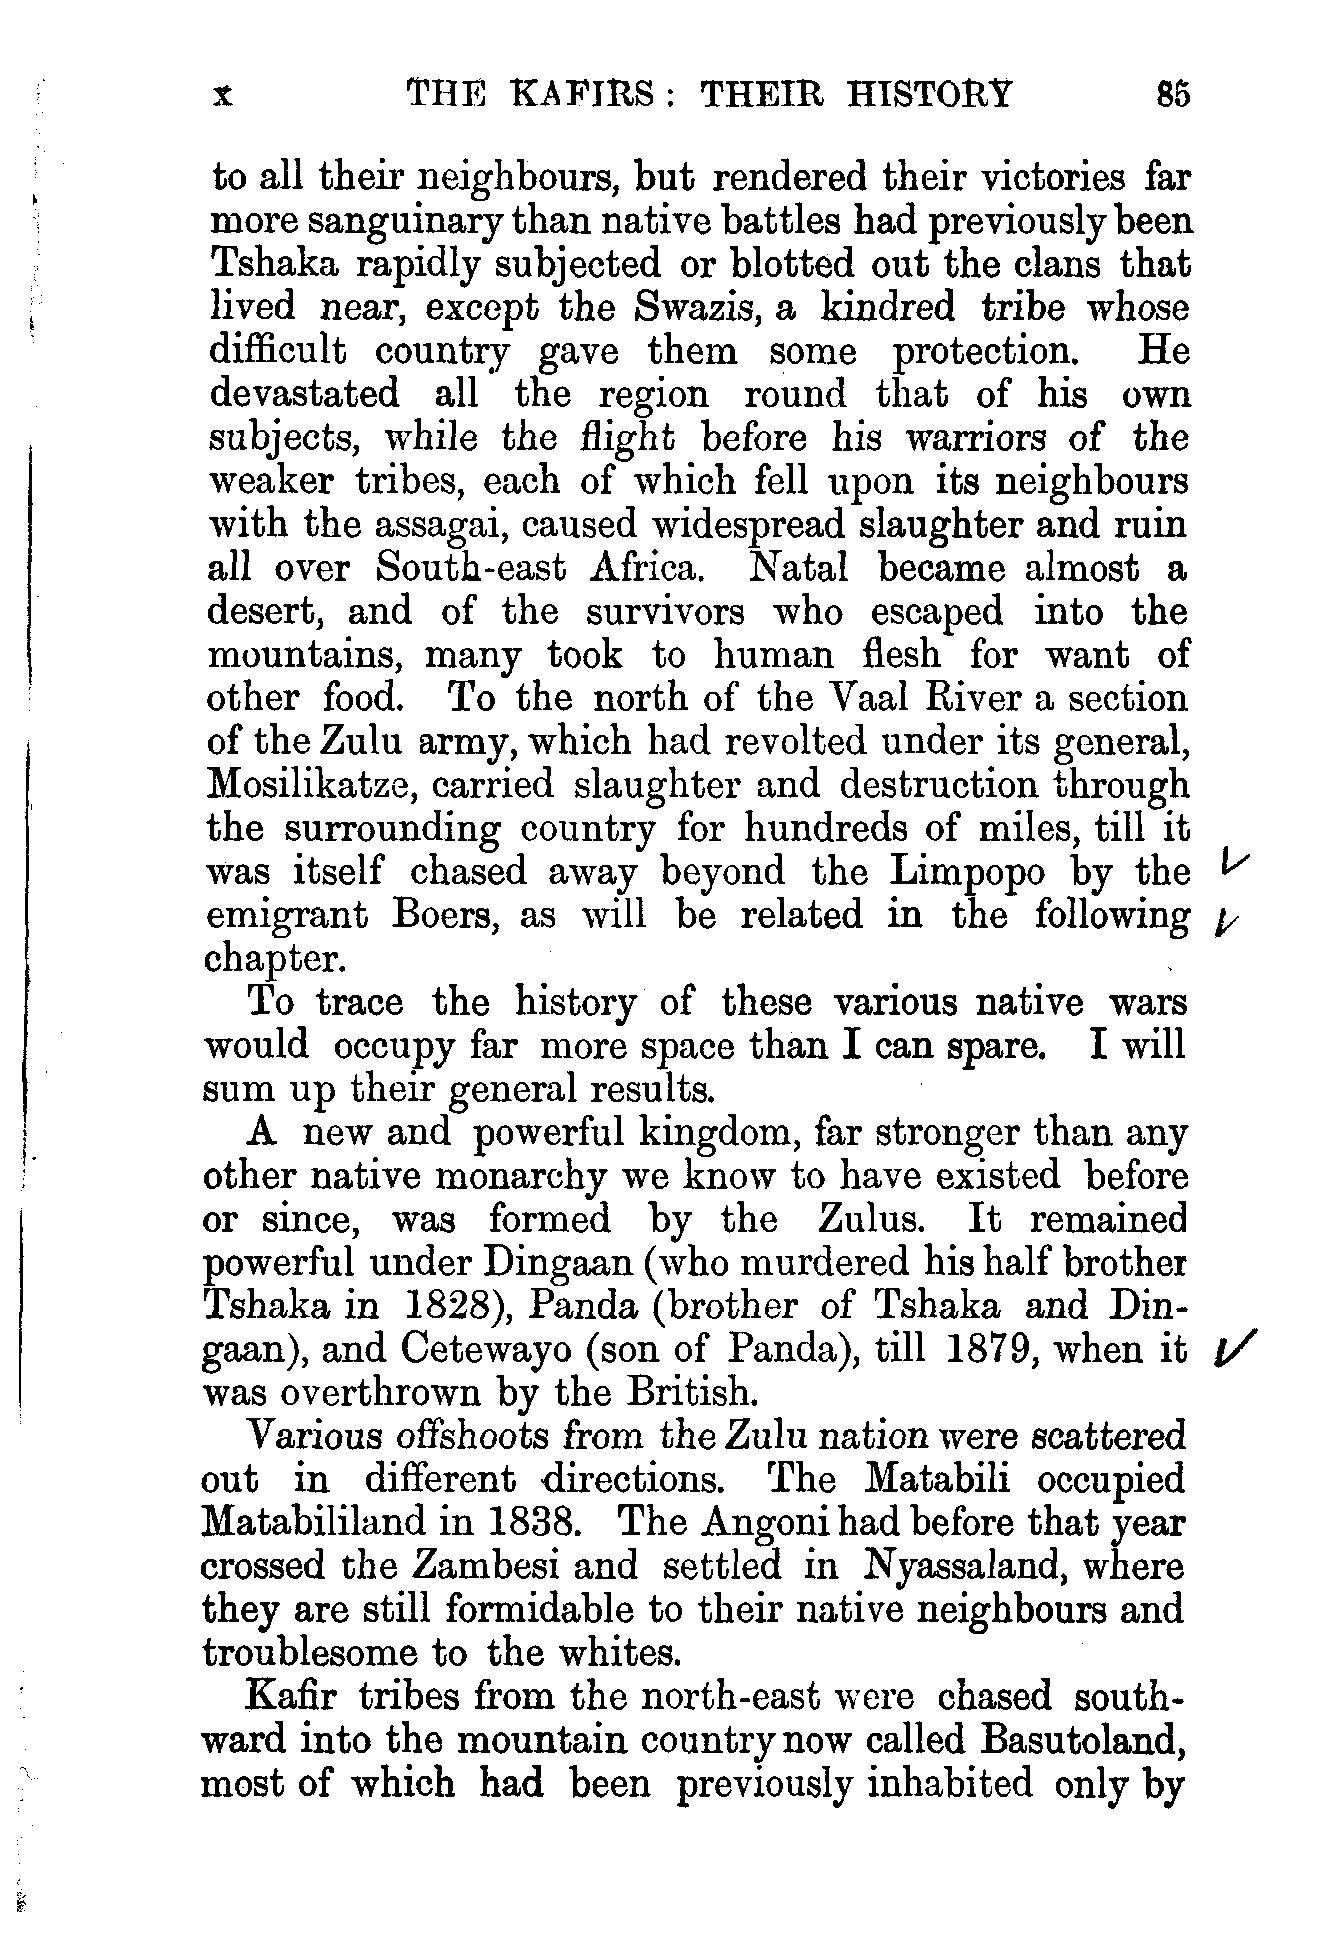 x THE KAFIRS: THEIR HISTORY 85
to all their neighbours, but rendered their victories far
more sanguinary than native battles had previously been
Tshaka rapidly subjected or blotted out the clans that
lived near, except the Swazis, a kindred tribe whose
difficult country gave them some protection. He
devastated all the region round that of his own
subjects, while the flight before his warriors of the
weaker tribes, each of which fell upon its neighbours
with the assagai, caused widespread slaughter and ruin
all over South-east Africa. Natal became almost a
desert, and of the survivors who escaped into the
mountains, many took to human flesh for want of
other food. To the north of the Vaal River a section
of the Zulu army, which had revolted under its general,
Mosilikatze, carried slaughter and destruction through
the surrounding country for hundreds of miles, till it
was itself chased away beyond the Limpopo by the
emigrant Boers, as will be related in the following
chapter.
To trace the history of these various native wars
would occupy far more space than I can spare. I will
sum up their general results.
A new and powerful kingdom, far stronger than any
other native monarchy we know to have existed before
or since, was formed by the Zulus. It remained
powerful under Dingaan (who murdered his half brother
Tshaka in 1828), Panda (brother of Tshaka and Din-
gaan), and Cetewayo (son of Panda), till 1879, when it
was overthrown by the British.
Various offshoots from the Zulu nation were scattered
out in different directions. The Matabili occupied
Matabililand in 1838. The Angoni had before that year
crossed the Zambesi and settled in Nyassaland, where
they are still formidable to their native neighbours and
troublesome to the whites.
Kafir tribes from the north-east were chased south-
ward into the mountain country now called Basutoland,
most of which had been previously inhabited only by